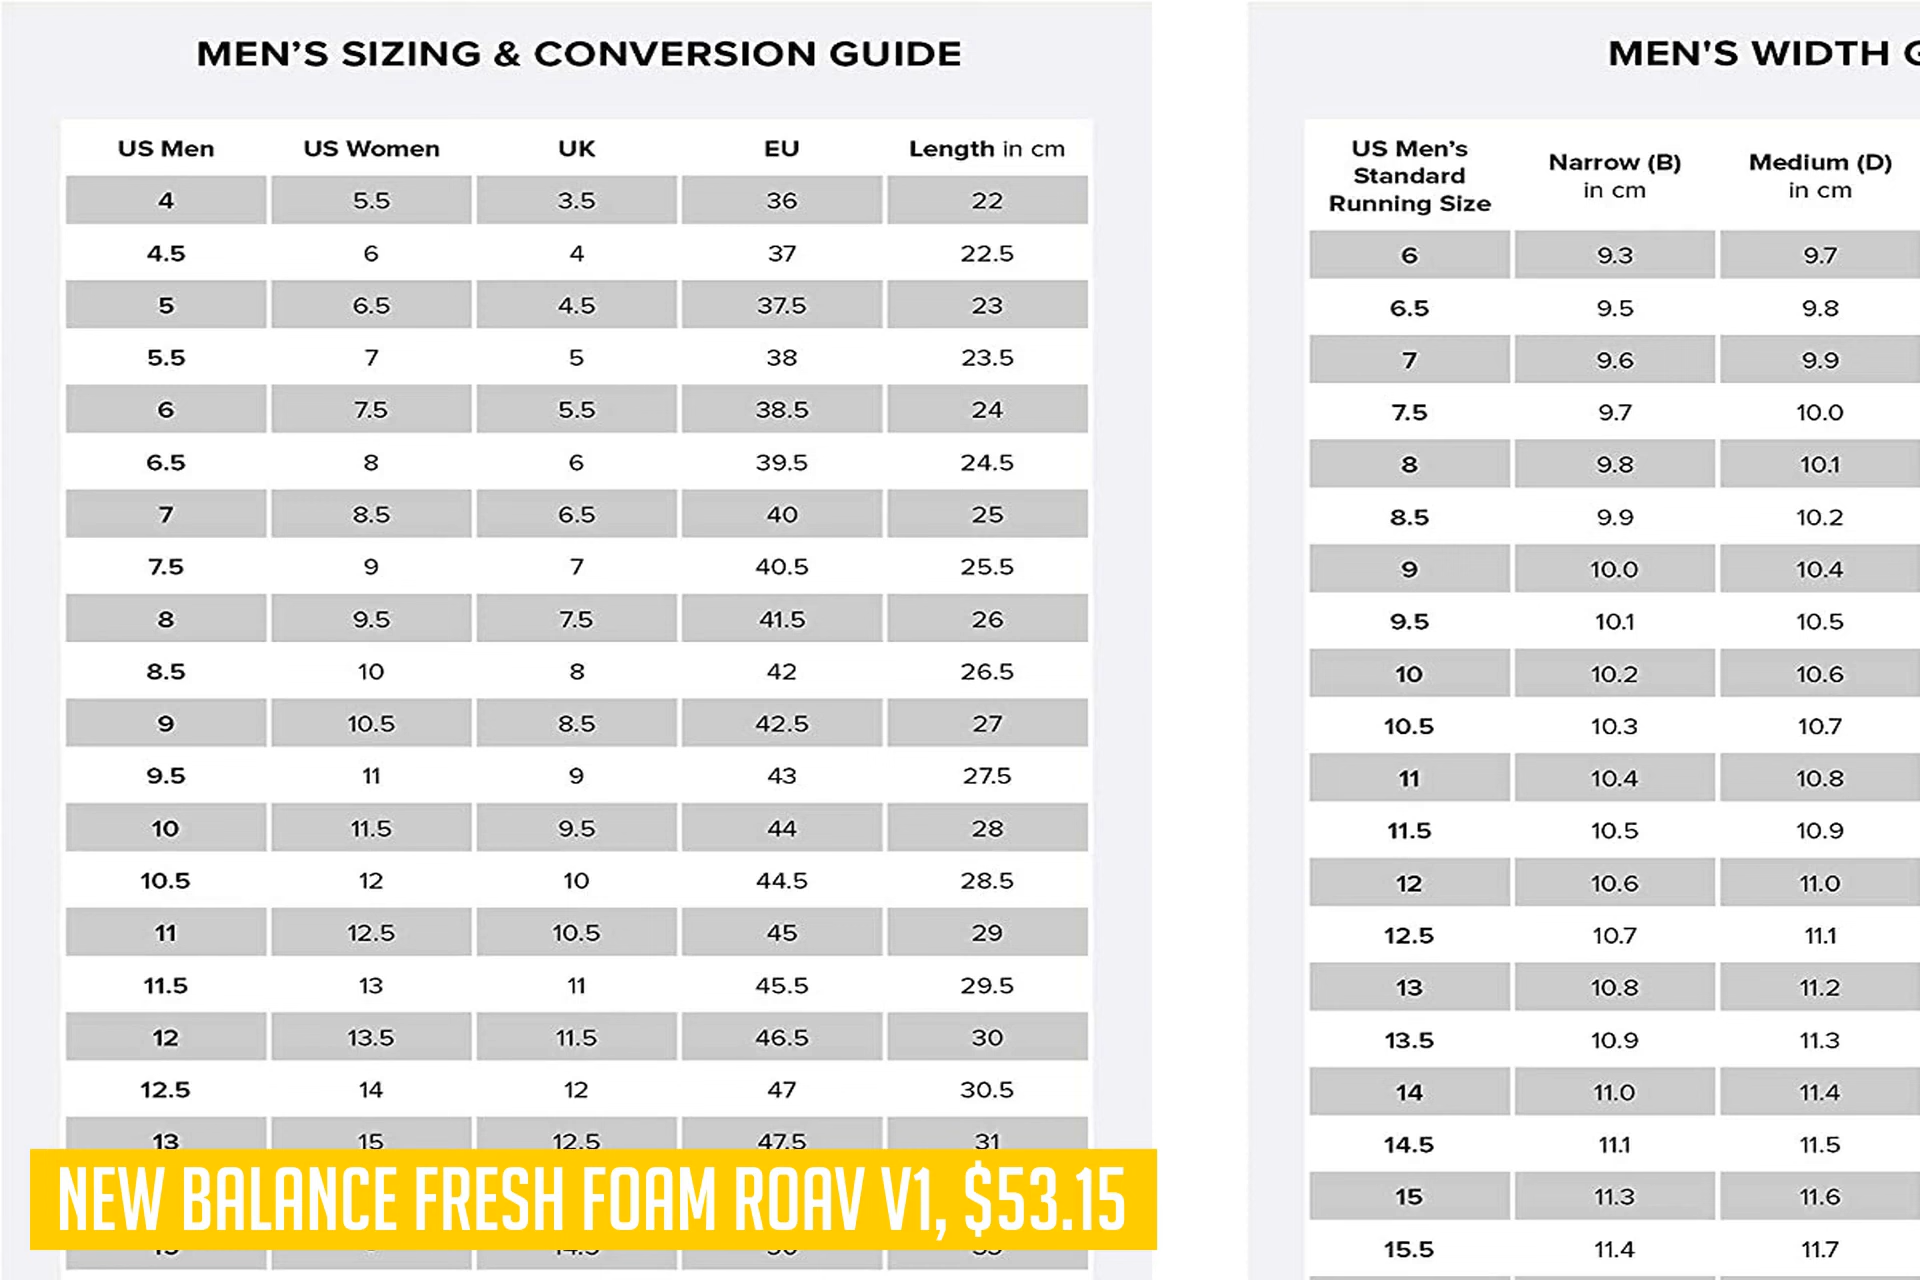 MEN'S SIZING & CONVERSION GUIDE
US Men US Women UK EU Length in cm
4 5.5 3.5 36 22
4.5 6 4 37 22.5
5 6.5 4.5 37.5 23
5.5 7 5 38 23.5
6 7.5 5.5 38.5 24
6.5 8 6 39.5 24.5
7 8.5 6.5 40 25
7.5 9 7 40.5 25.5
8 9.5 7.5 41.5 26
8.5 10 8 42 26.5
9 10.5 8.5 42.5 27
9.5 11 9 43 27.5
10 11.5 9.5 44 28
10.5 12 10 44.5 28.5
11 12.5 10.5 45 29
11.5 13 11 45.5 29.5
12 13.5 11.5 46.5 30
12.5 14 12 47 30.5
13 15 12.5 47.5 31
NEW BALANCE FRESH FOAM ROAV V1, $53.15
MEN'S WIDTH
US Men's
Standard
Running Size
Narrow (B)
in cm
Medium (D)
in cm
6 9.3 9.7
6.5 9.5 9.8
7 9.6 9.9
7.5 9.7 10.0
8 9.8 10.1
8.5 9.9 10.2
9 10.0 10.4
9.5 10.1 10.5
10 10.2 10.6
10.5 10.3 10.7
11 10.4 10.8
11.5 10.5 10.9
12 10.6 11.0
12.5 10.7 11.1
13 10.8 11.2
13.5 10.9 11.3
14 11.0 11.4
14.5 11.1 11.5
15 11.3 11.6
15.5 11.4 11.7